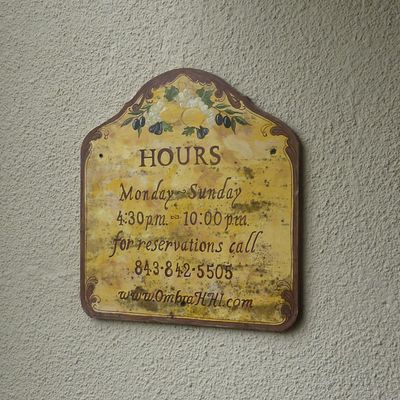 HOURS
Monday - Sunday
4:30 p.m. - 10:00 p.m.
for reservations call
843-842-5505
www.OmbraHHI.com